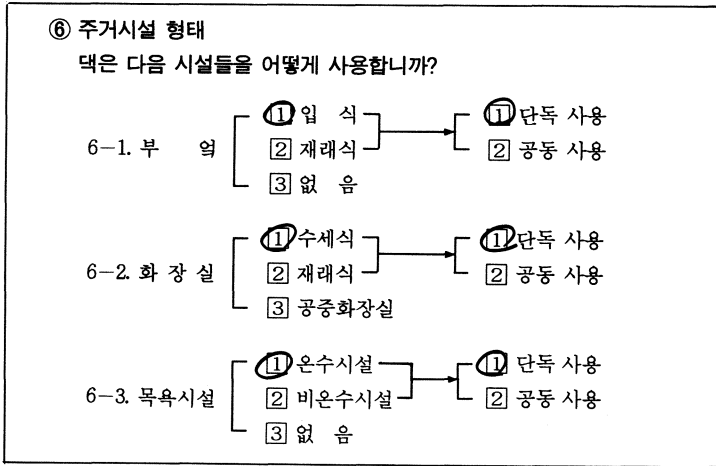 ⑥ 주거시설 형태
댁은 다음 시설들을 어떻게 사용합니까?
1 입 식 1 단독 사용
6-1. 부 엌 2 재래식 2 공동 사용
3 없 음
1 수세식 1 단독 사용
6-2. 화 장 실 2 재래식 2 공동 사용
3 공중화장실
1 온수시설 1 단독 사용
6-3. 목욕시설 2 비온수시설 2 공동 사용
3 없 음